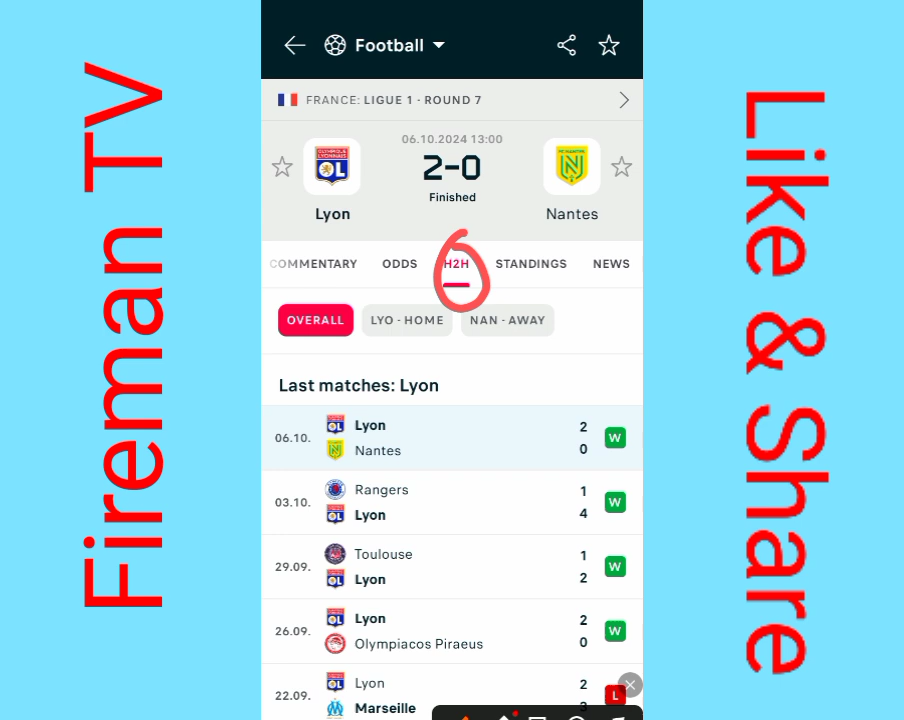 Fireman TV
Like & Share
Football
FRANCE: LIGUE 1 - ROUND 7
06.10.2024 13:00
2-0
Finished
Lyon
Nantes
COMMENTARY ODDS H2H STANDINGS NEWS
OVERALL LYO - HOME NAN - AWAY
Last matches: Lyon
06.10. Lyon 2 W
Nantes 0
03.10. Rangers 1 W
Lyon 4
29.09. Toulouse 1 W
Lyon 2
26.09. Lyon 2 W
Olympiacos Piraeus 0
22.09. Lyon 2 L
Marseille 3